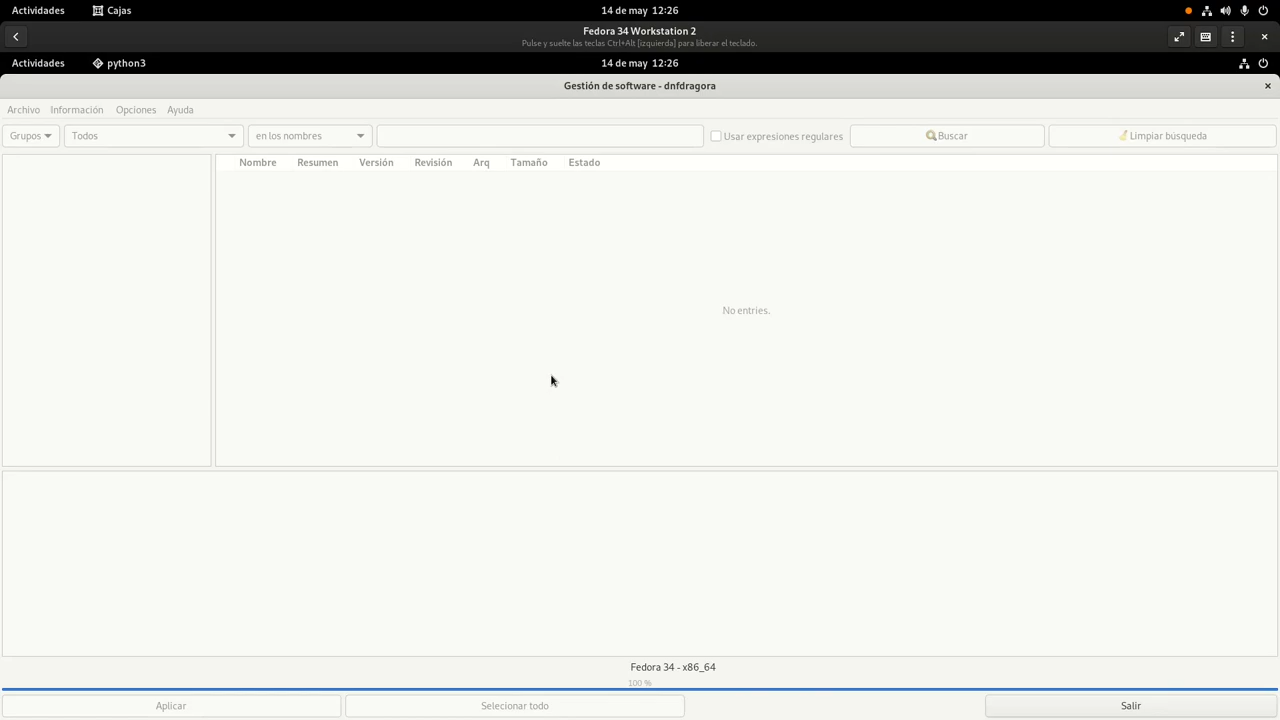 Actividades Cajas 14 de may 12:26
Fedora 34 Workstation 2
Pulse y suelte las teclas Ctrl+Alt [izquierda] para liberar el teclado.
Actividades python3 14 de may 12:26
Gestión de software - dnfdragora
Archivo Información Opciones Ayuda
Grupos Todos en los nombres Usar expresiones regulares Buscar Limpiar búsqueda
Nombre Resumen Versión Revisión Arq Tamaño Estado
No entries.
Fedora 34 - x86_64
100 %
Aplicar Selecionar todo Salir